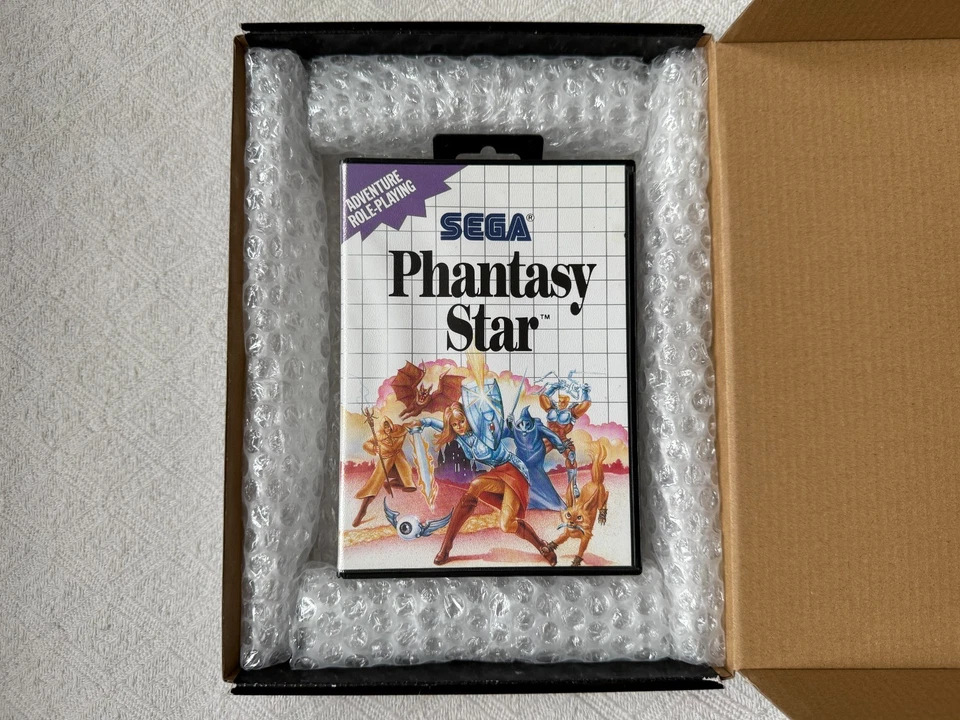 ADVENTURE
ROLE-PLAYING
SEGA®
Phantasy
Star™